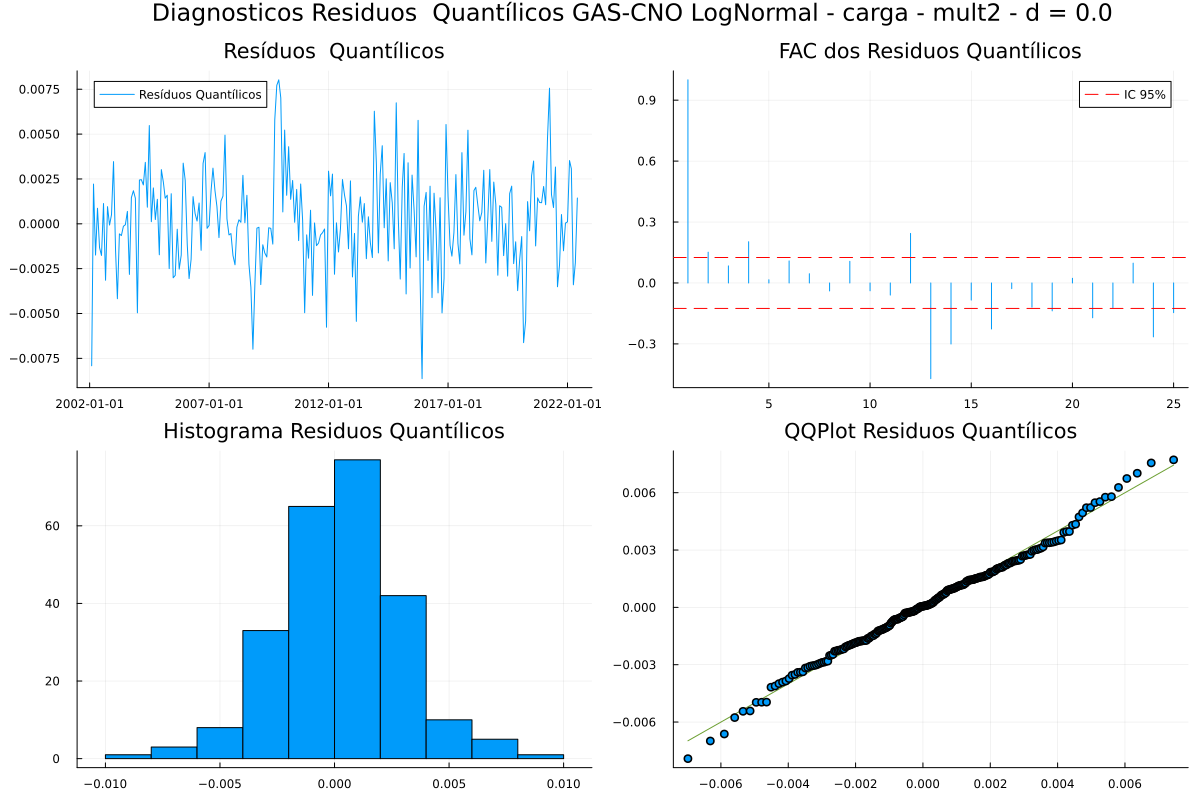 Diagnosticos Residuos  Quantílicos GAS-CNO LogNormal - carga - mult2 - d = 0.0
Resíduos  Quantílicos
0.0075
0.0050
0.0025
0.0000
−0.0025
−0.0050
−0.0075
Resíduos Quantílicos
2002-01-01 2007-01-01 2012-01-01 2017-01-01 2022-01-01
FAC dos Residuos Quantílicos
0.9
0.6
0.3
0.0
−0.3
IC 95%
5 10 15 20 25
Histograma Residuos Quantílicos
60
40
20
0
−0.010 −0.005 0.000 0.005 0.010
QQPlot Residuos Quantílicos
0.006
0.003
0.000
−0.003
−0.006
−0.006 −0.004 −0.002 0.000 0.002 0.004 0.006